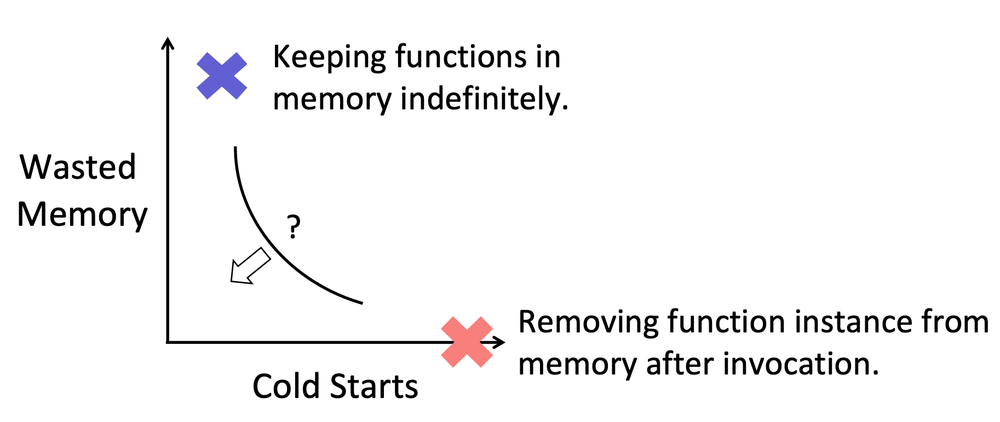 Keeping functions in
memory indefinitely.
Wasted
Memory
?
Removing function instance from
memory after invocation.
Cold Starts